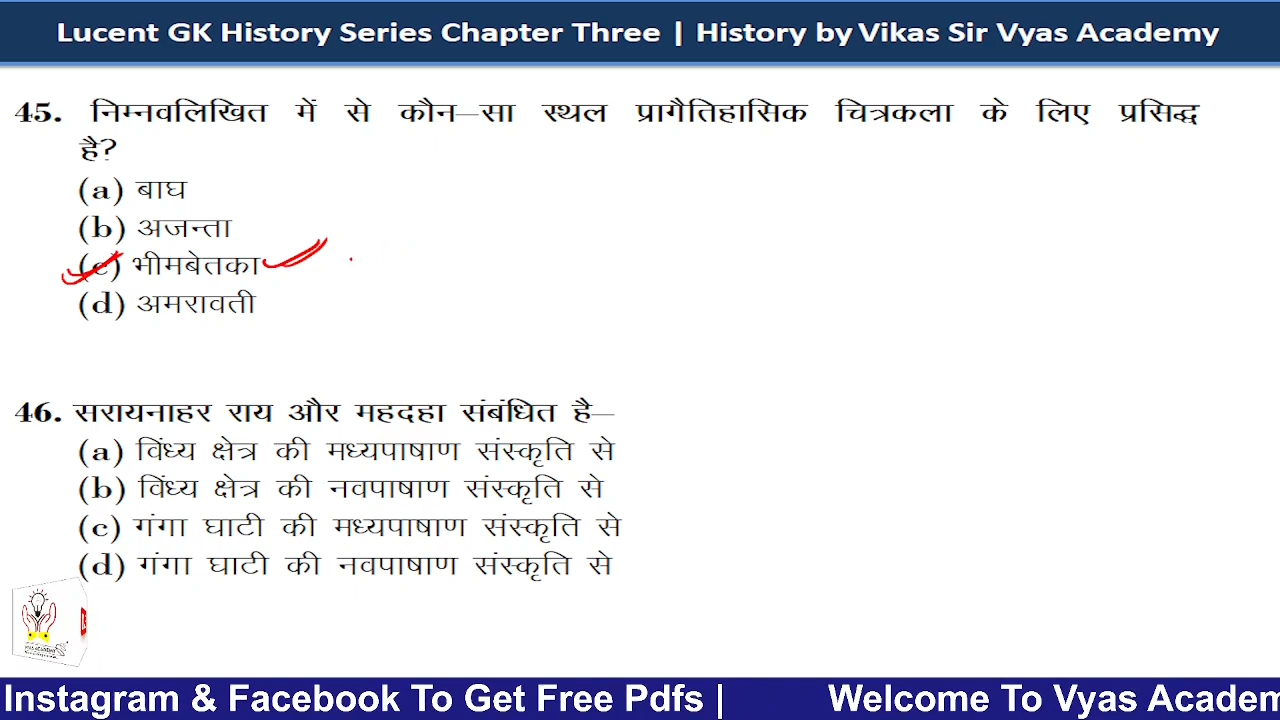 Lucent GK History Series Chapter Three | History by Vikas Sir Vyas Academy
45. निम्नवलिखित में से कौन–सा स्थल प्रागैतिहासिक चित्रकला के लिए प्रसिद्ध
है?
(a) बाघ
(b) अजन्ता
(c) भीमबेतका
(d) अमरावती
46. सरायनाहर राय और महदहा संबंधित है–
(a) विंध्य क्षेत्र की मध्यपाषाण संस्कृति से
(b) विंध्य क्षेत्र की नवपाषाण संस्कृति से
(c) गंगा घाटी की मध्यपाषाण संस्कृति से
(d) गंगा घाटी की नवपाषाण संस्कृति से
Instagram & Facebook To Get Free Pdfs | Welcome To Vyas Academ